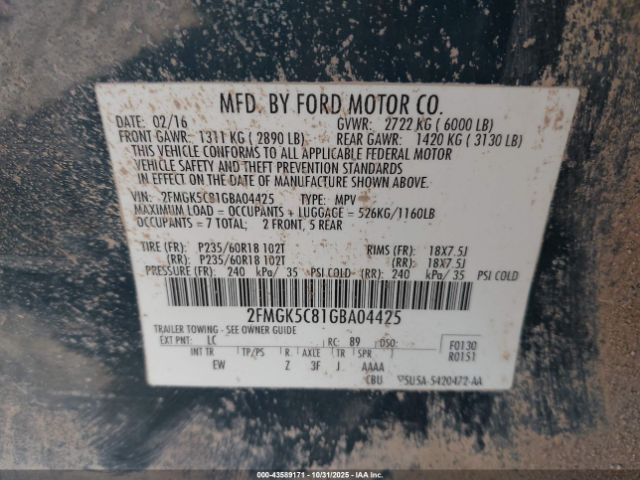 MFD. BY FORD MOTOR CO.
DATE: 02/16 GVWR: 2722 KG ( 6000 LB)
FRONT GAWR: 1311 KG ( 2890 LB) REAR GAWR: 1420 KG ( 3130 LB)
THIS VEHICLE CONFORMS TO ALL APPLICABLE FEDERAL MOTOR
VEHICLE SAFETY AND THEFT PREVENTION STANDARDS
IN EFFECT ON THE DATE OF MANUFACTURE SHOWN ABOVE.
VIN: 2FMGK5C81GBA04425 TYPE: MPV
MAXIMUM LOAD = OCCUPANTS + LUGGAGE = 526KG/1160LB
OCCUPANTS = 7 TOTAL; 2 FRONT, 5 REAR
TIRE (FR): P235/60R18 102T RIMS (FR): 18X7.5J
(RR): P235/60R18 102T (RR): 18X7.5J
PRESSURE (FR): 240 kPa/ 35 PSI COLD (RR): 240 kPa/ 35 PSI COLD
2FMGK5C81GBA04425
TRAILER TOWING - SEE OWNER GUIDE
EXT PNT: LC RC: 89 DSO: F0130
R0151
INT TR TP/PS R AXLE TR SPR
EW Z 3F J AAAA
CBU 5U5A-5420472-AA
000-43589171 10/31/2025 IAAI.CA